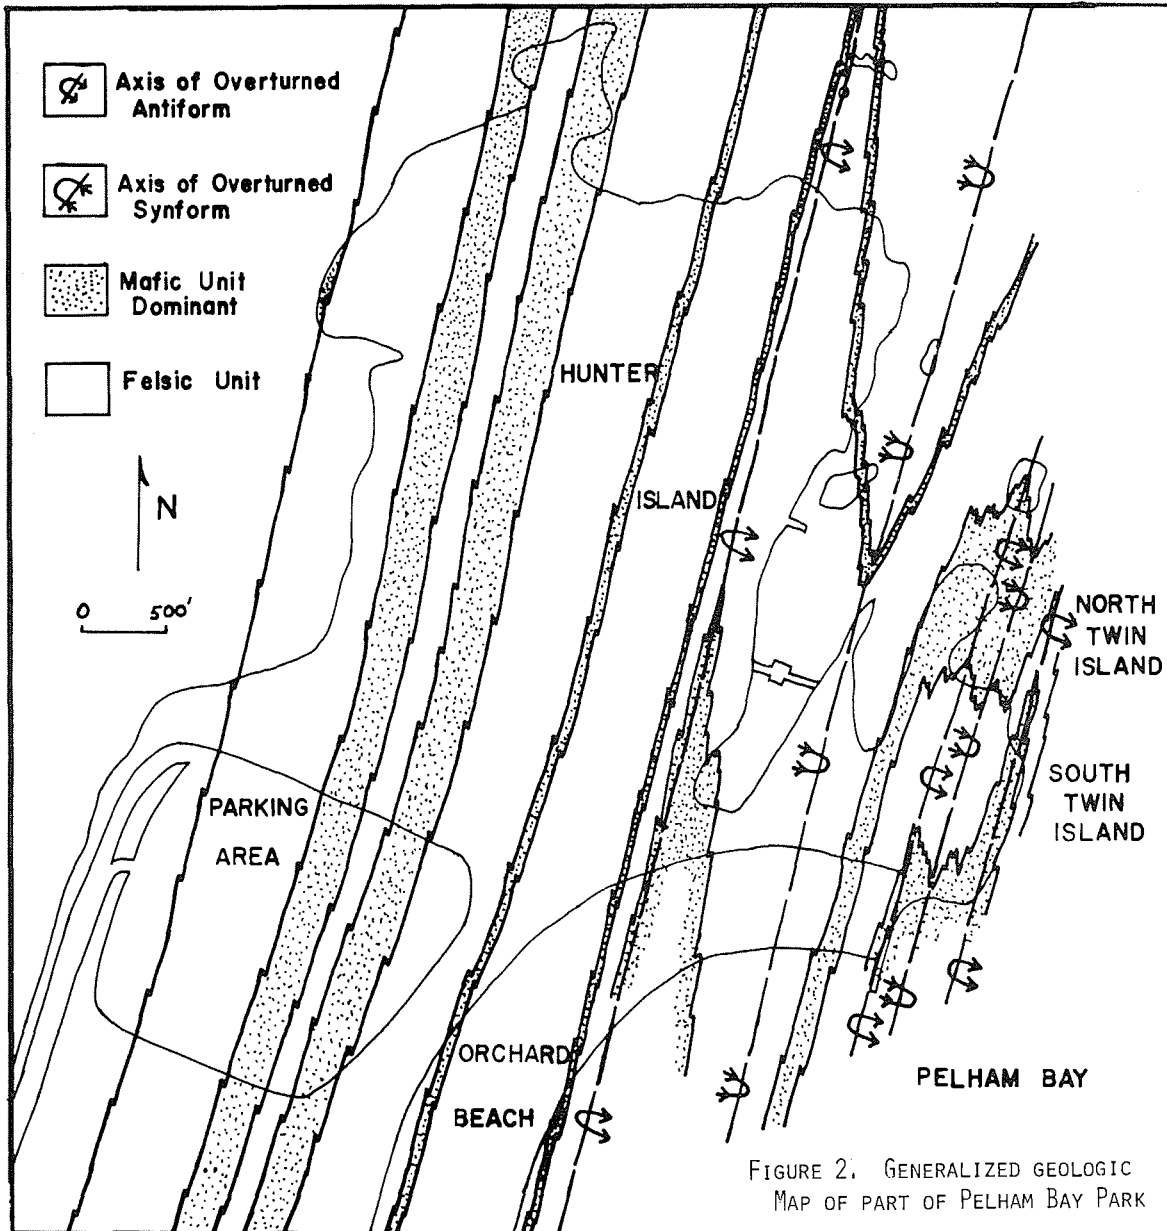 Axis of Overturned
Antiform
Axis of Overturned
Synform
Mafic Unit
Dominant
Felsic Unit
N
0 500'
HUNTER
ISLAND
NORTH
TWIN
ISLAND
SOUTH
TWIN
ISLAND
PARKING
AREA
ORCHARD
BEACH
PELHAM BAY
FIGURE 2. GENERALIZED GEOLOGIC
MAP OF PART OF PELHAM BAY PARK